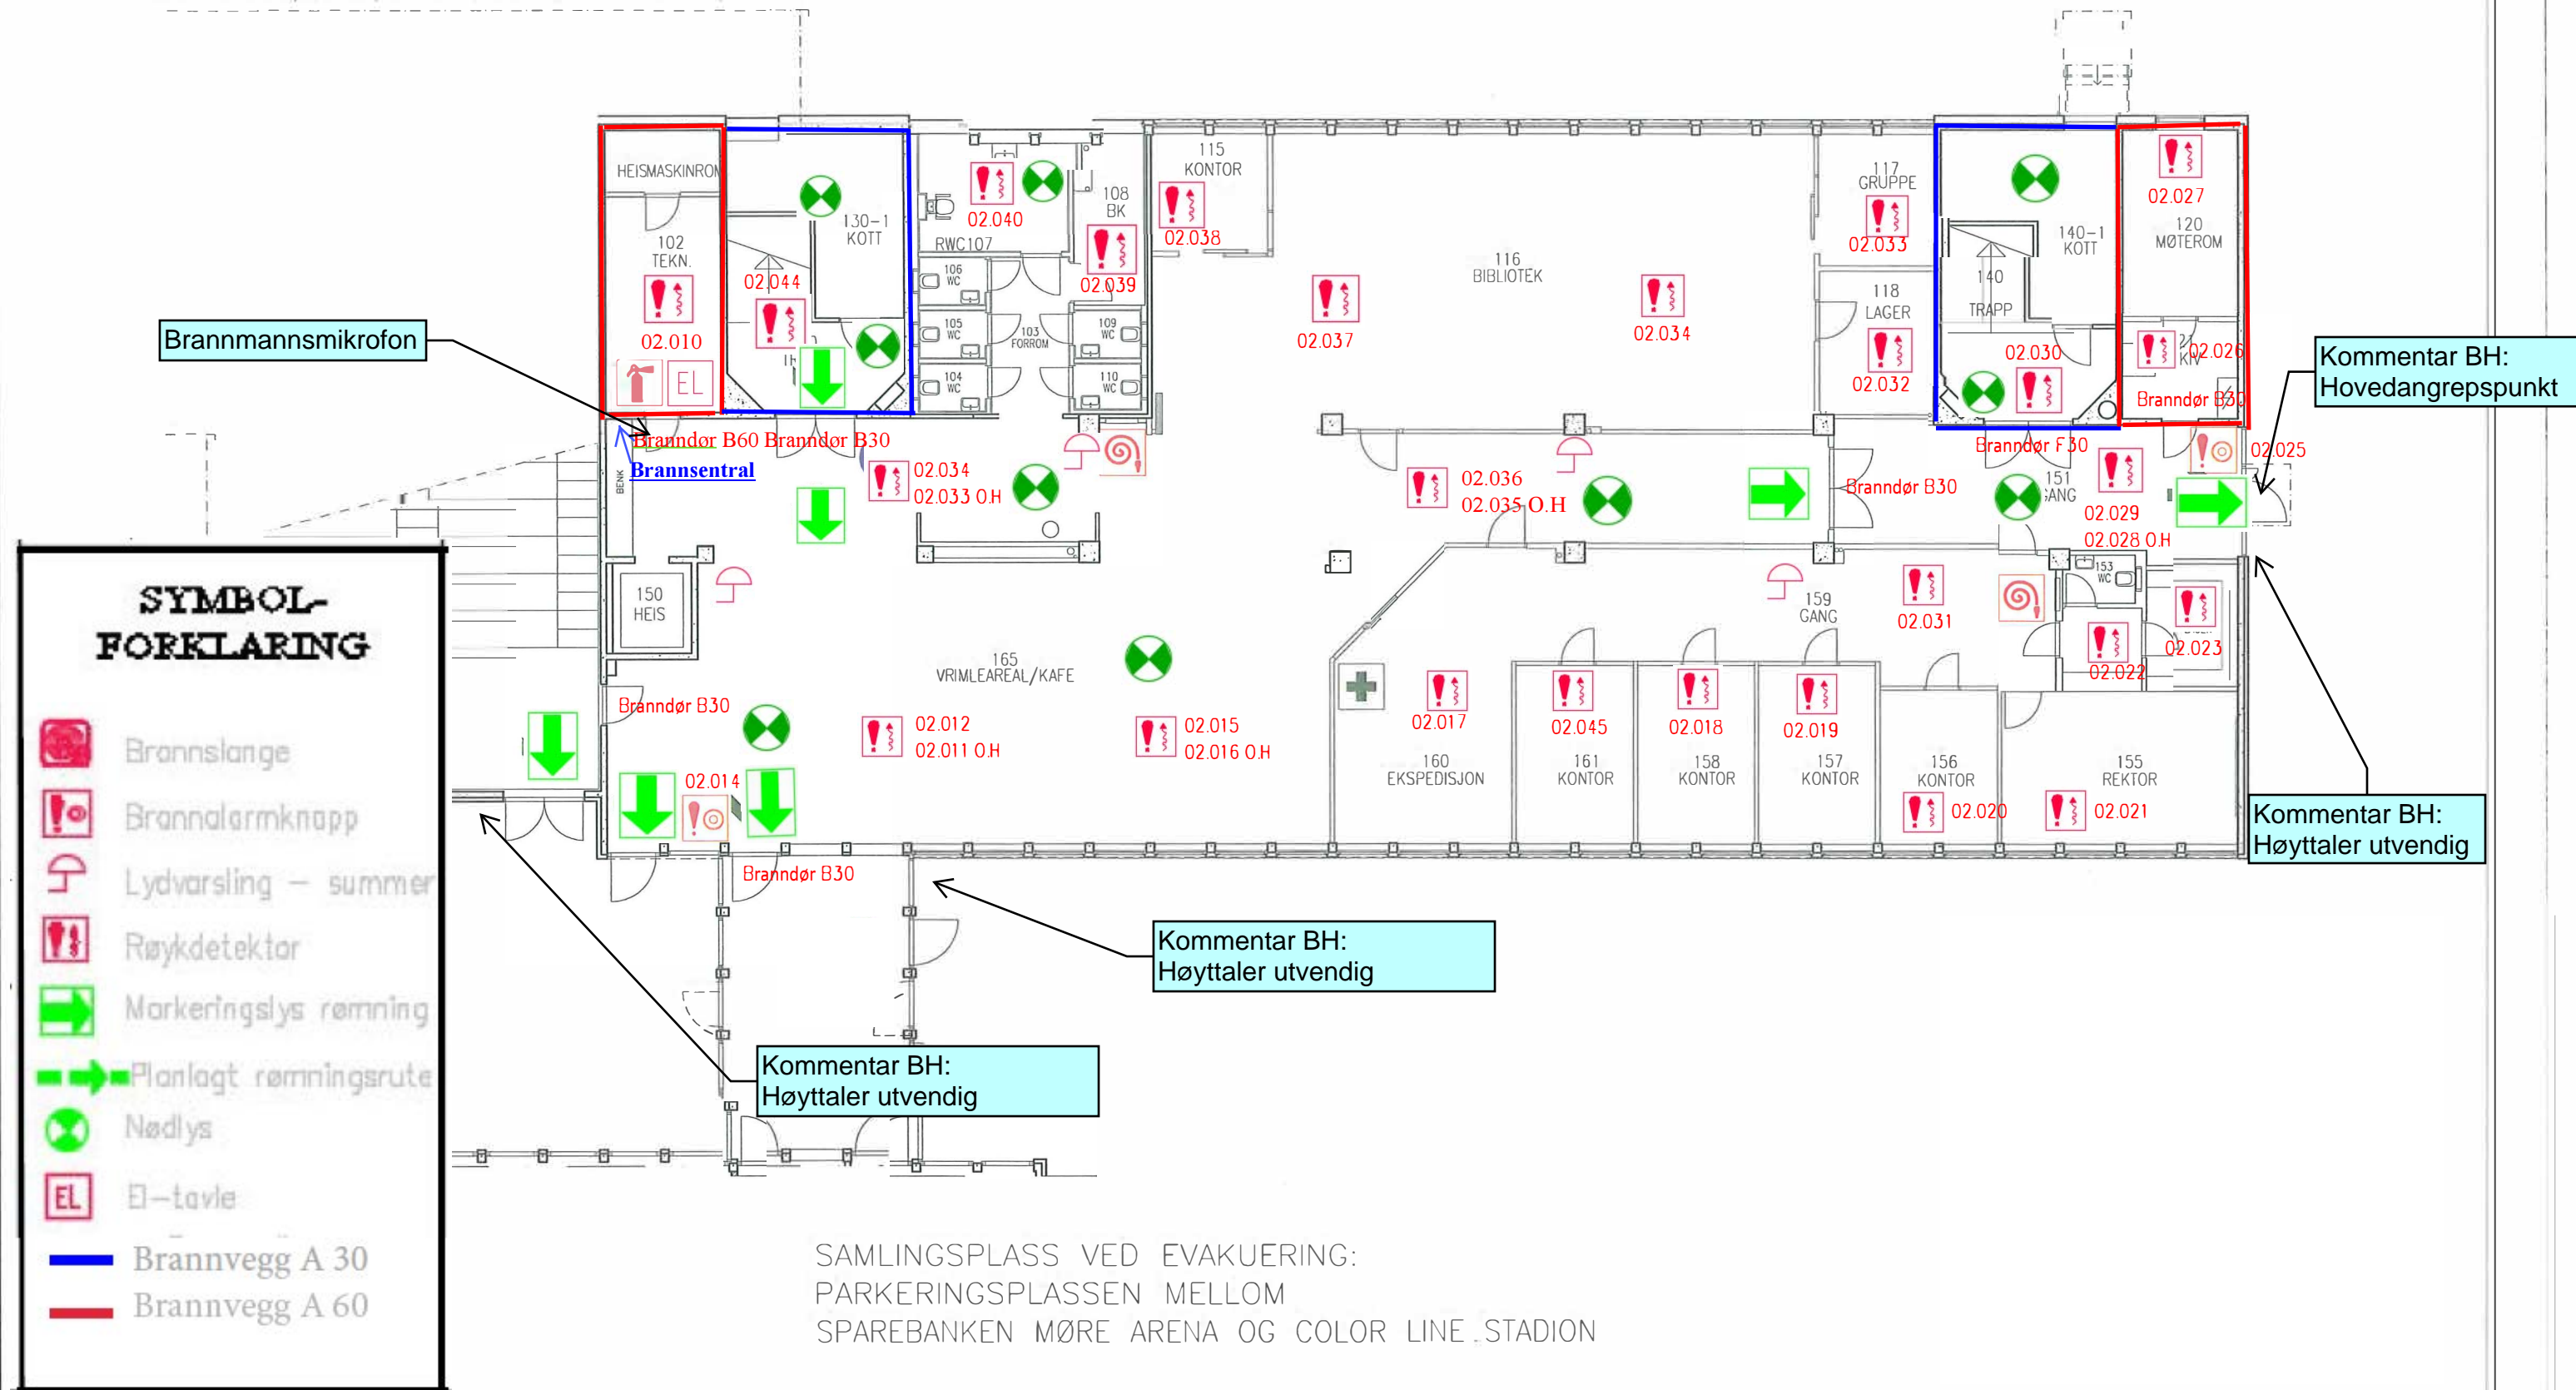 HEISMASKINROM
102
TEKN.
02.010
EL
130-1
KOTT
02.044
02.040
RWC107
108
BK
02.039
106
WC
105
WC
104
WC
103
FORROM
109
WC
110
WC
115
KONTOR
02.038
116
BIBLIOTEK
02.037
02.034
117
GRUPPE
02.033
118
LAGER
02.032
140-1
KOTT
140
TRAPP
02.030
02.027
120
MØTEROM
02.026
Branndør B30
Brannmannsmikrofon
Kommentar BH:
Hovedangrepspunkt
Branndør B60 Branndør B30
Brannsentral
BENK
02.034
02.033 O.H
02.036
02.035 O.H
Branndør B30
Branndør F30
151
GANG
02.025
02.029
02.028 O.H
150
HEIS
153
WC
159
GANG
02.031
02.023
02.022
165
VRIMLEAREAL/KAFE
Branndør B30
02.012
02.011 O.H
02.015
02.016 O.H
02.014
02.017
160
EKSPEDISJON
02.045
161
KONTOR
02.018
158
KONTOR
02.019
157
KONTOR
156
KONTOR
02.020
155
REKTOR
02.021
Branndør B30
Kommentar BH:
Høyttaler utvendig
Kommentar BH:
Høyttaler utvendig
Kommentar BH:
Høyttaler utvendig
SYMBOL-
FORKLARING
Brannslange
Brannalarmknapp
Lydvarsling – summer
Røykdetektor
Markeringslys rømning
Planlagt rømningsrute
Nødlys
EL El-tavle
Brannvegg A 30
Brannvegg A 60
SAMLINGSPLASS VED EVAKUERING:
PARKERINGSPLASSEN MELLOM
SPAREBANKEN MØRE ARENA OG COLOR LINE STADION